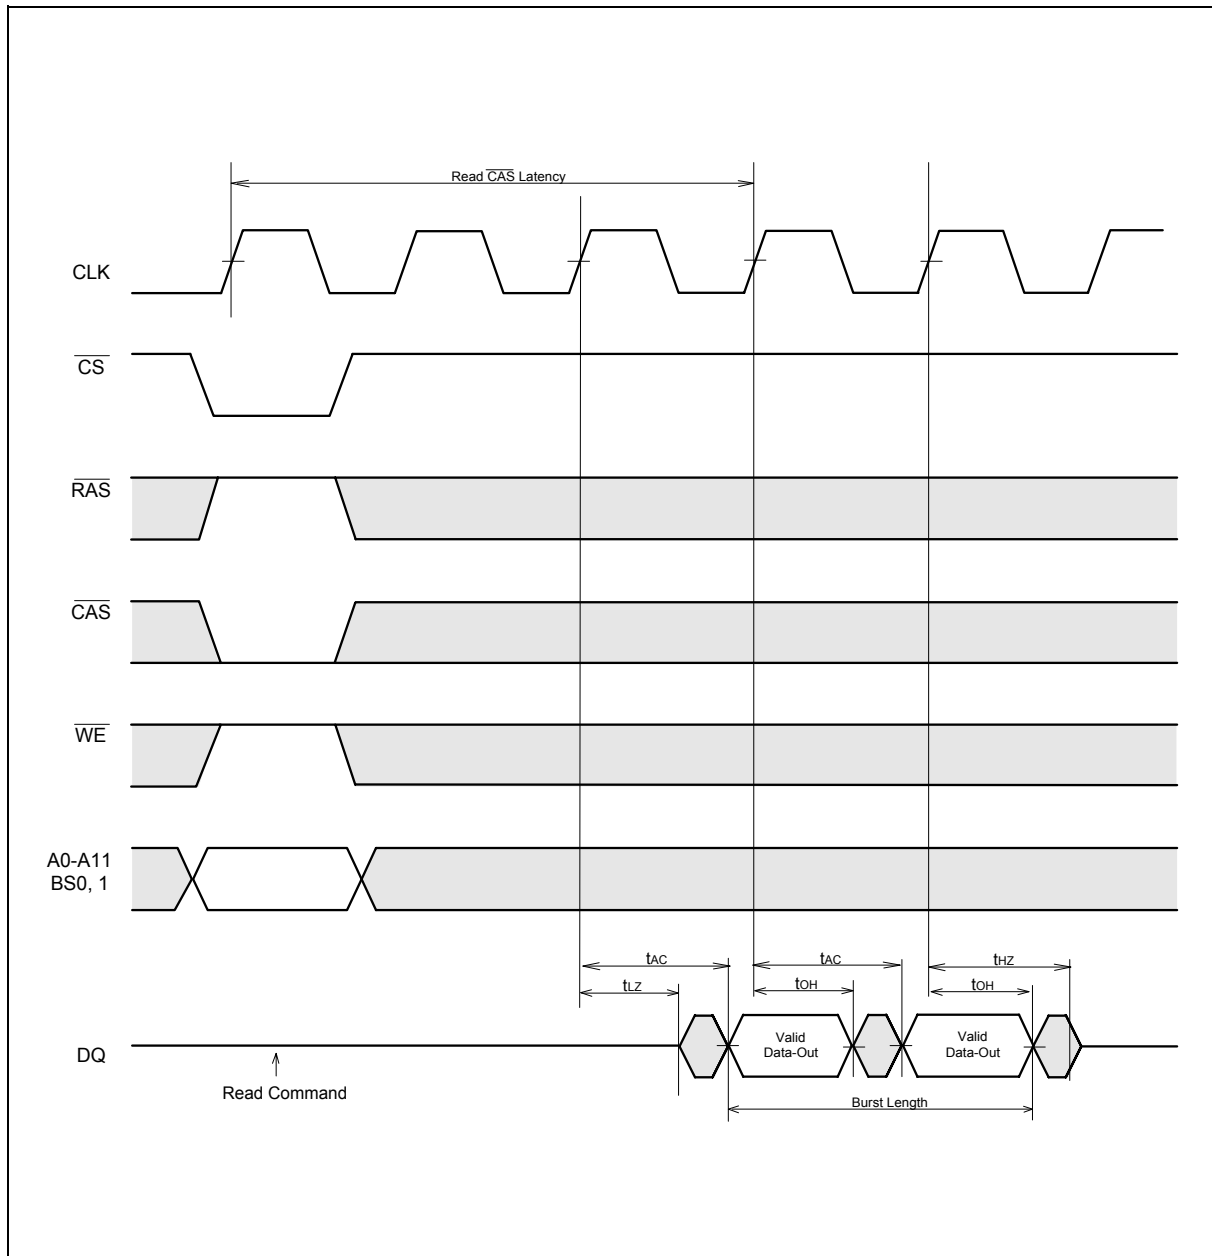 Read CAS Latency
CLK
CS
RAS
CAS
WE
A0-A11
BS0, 1
tAC
tAC
tHZ
tLZ
tOH
tOH
DQ
Valid
Data-Out
Valid
Data-Out
Read Command
Burst Length